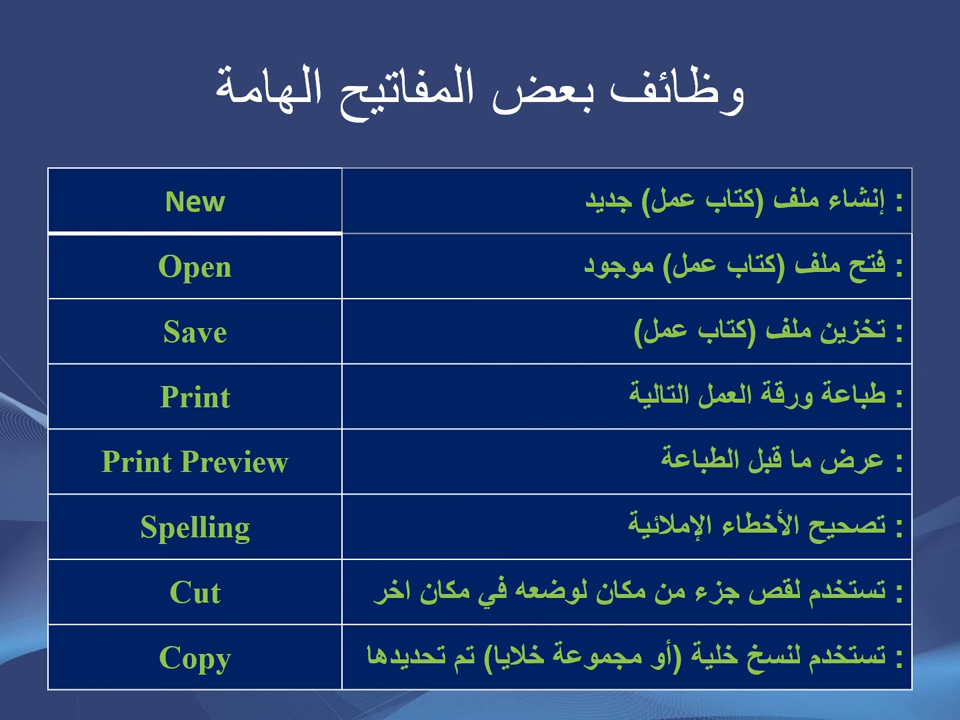 وظائف بعض المفاتيح الهامة
New : إنشاء ملف (كتاب عمل) جديد
Open : فتح ملف (كتاب عمل) موجود
Save : تخزين ملف (كتاب عمل)
Print : طباعة ورقة العمل التالية
Print Preview : عرض ما قبل الطباعة
Spelling : تصحيح الأخطاء الإملائية
Cut : تستخدم لقص جزء من مكان لوضعه في مكان اخر
Copy : تستخدم لنسخ خلية (أو مجموعة خلايا) تم تحديدها